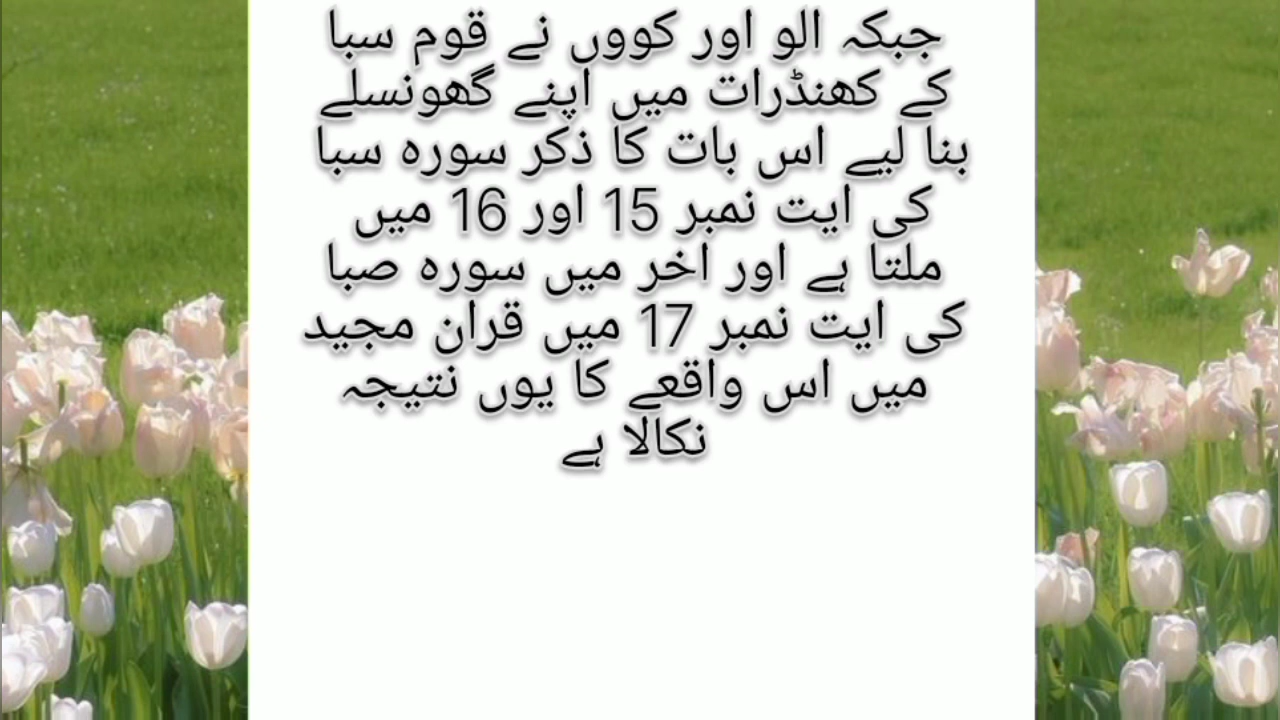 جبکہ الو اور کووں نے قوم سبا
کے کھنڈرات میں اپنے گھونسلے
بنا لیے اس بات کا ذکر سورہ سبا
کی ایت نمبر 15 اور 16 میں
ملتا ہے اور اخر میں سورہ صبا
کی ایت نمبر 17 میں قران مجید
میں اس واقعے کا یوں نتیجہ
نکالا ہے